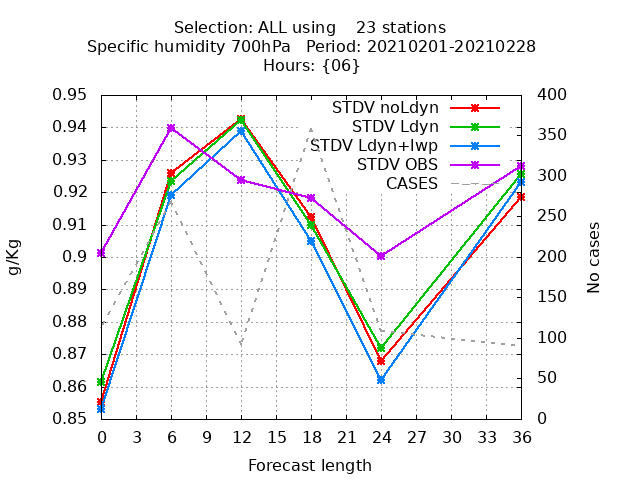 Selection: ALL using    23 stations
Specific humidity 700hPa   Period: 20210201-20210228
Hours: {06}
0.95
0.94
0.93
0.92
0.91
0.9
0.89
0.88
0.87
0.86
0.85
g/Kg
STDV noLdyn
STDV Ldyn
STDV Ldyn+lwp
STDV OBS
CASES
400
350
300
250
200
150
100
50
0
No cases
0 3 6 9 12 15 18 21 24 27 30 33 36
Forecast length